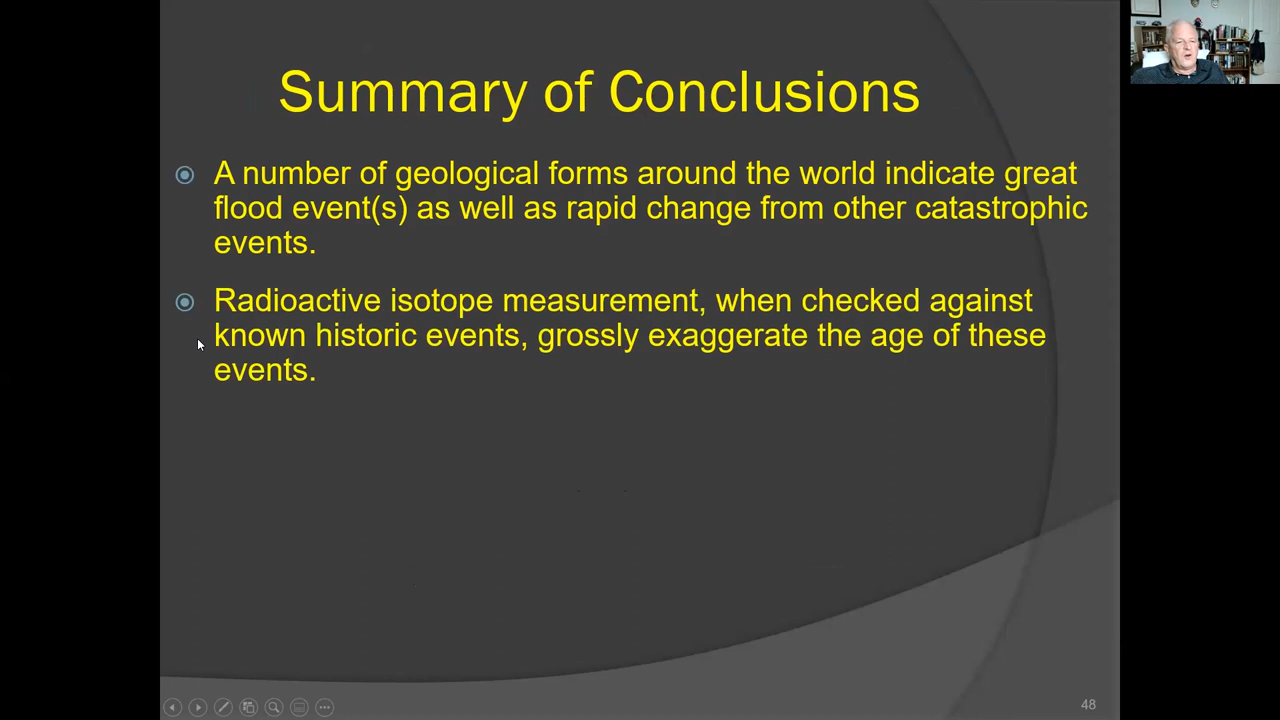 Summary of Conclusions
A number of geological forms around the world indicate great
flood event(s) as well as rapid change from other catastrophic
events.
Radioactive isotope measurement, when checked against
known historic events, grossly exaggerate the age of these
events.
48